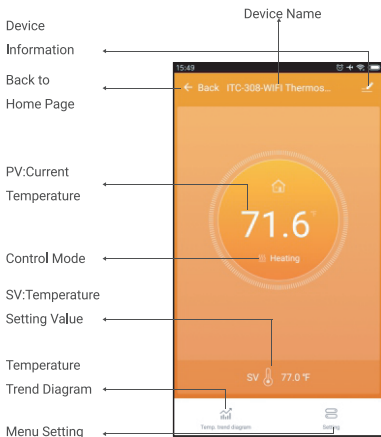 Device Name
Device
Information
15:49
Back to
Home Page
Back ITC-308-WIFI Thermos...
PV:Current
Temperature
71.6°
Control Mode
Heating
SV:Temperature
Setting Value
SV 77.0 °F
Temperature
Trend Diagram
Temp. trend diagram
Setting
Menu Setting